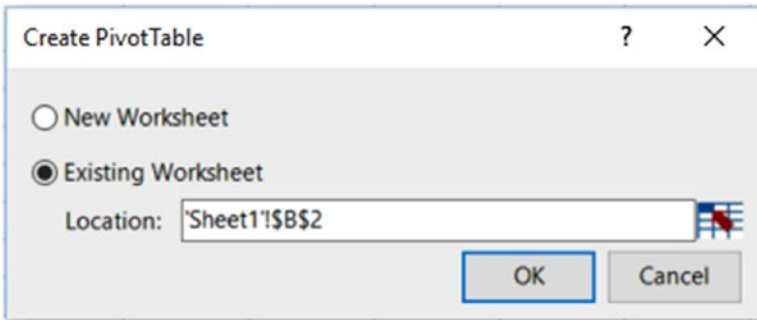 Create PivotTable ? ×
New Worksheet
Existing Worksheet
Location: 'Sheet1'!$B$2
OK Cancel